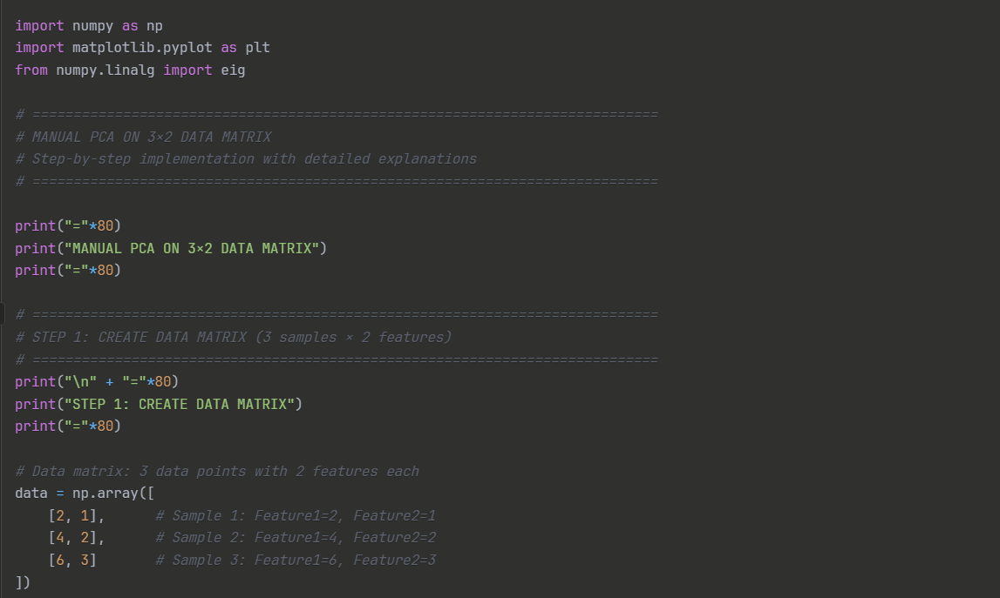 import numpy as np
import matplotlib.pyplot as plt
from numpy.linalg import eig
# ============================================================================
# MANUAL PCA ON 3×2 DATA MATRIX
# Step-by-step implementation with detailed explanations
# ============================================================================
print("="*80)
print("MANUAL PCA ON 3×2 DATA MATRIX")
print("="*80)
# ============================================================================
# STEP 1: CREATE DATA MATRIX (3 samples × 2 features)
# ============================================================================
print("\n" + "="*80)
print("STEP 1: CREATE DATA MATRIX")
print("="*80)
# Data matrix: 3 data points with 2 features each
data = np.array([
    [2, 1],      # Sample 1: Feature1=2, Feature2=1
    [4, 2],      # Sample 2: Feature1=4, Feature2=2
    [6, 3]       # Sample 3: Feature1=6, Feature2=3
])